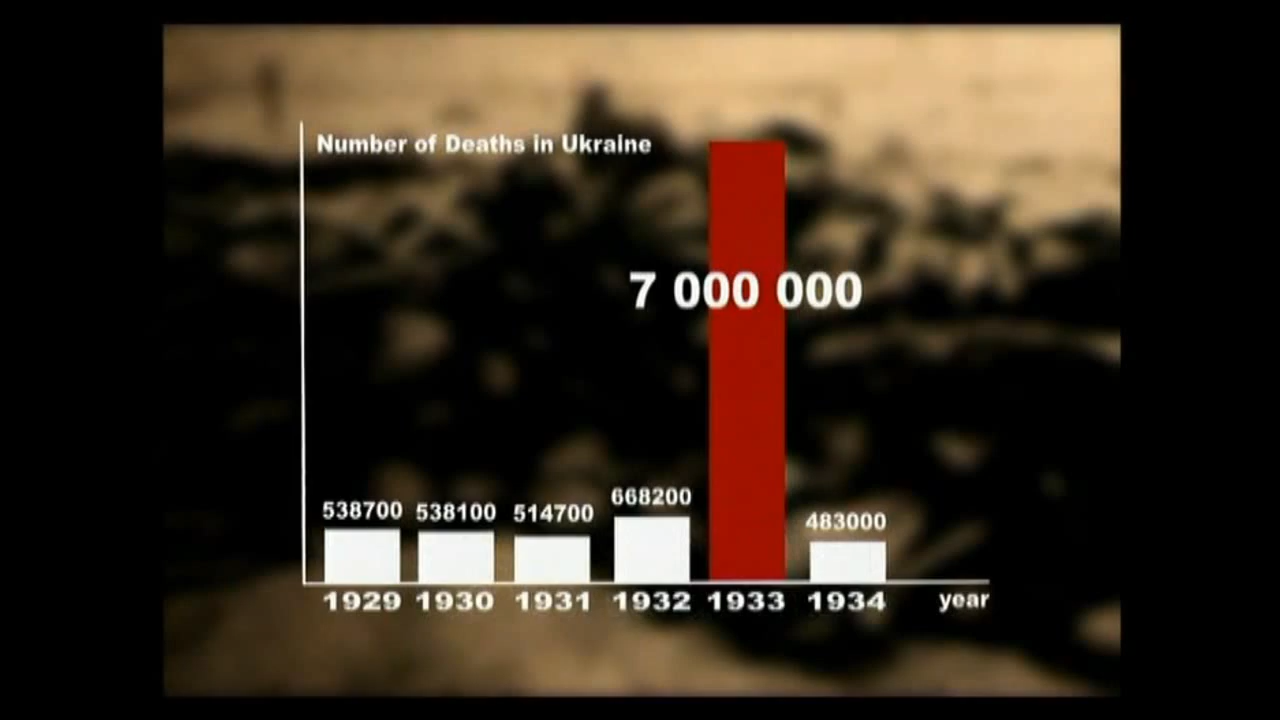 Number of Deaths in Ukraine
7 000 000
538700 538100 514700 668200 483000
1929 1930 1931 1932 1933 1934 year